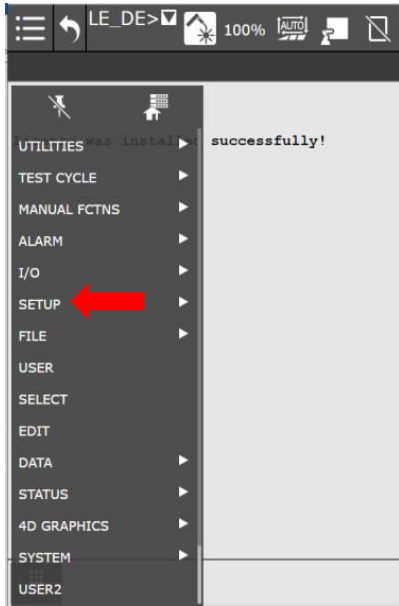 LE_DE>
100%
AUTO
License was installed successfully!
UTILITIES
TEST CYCLE
MANUAL FCTNS
ALARM
I/O
SETUP
FILE
USER
SELECT
EDIT
DATA
STATUS
4D GRAPHICS
SYSTEM
USER2